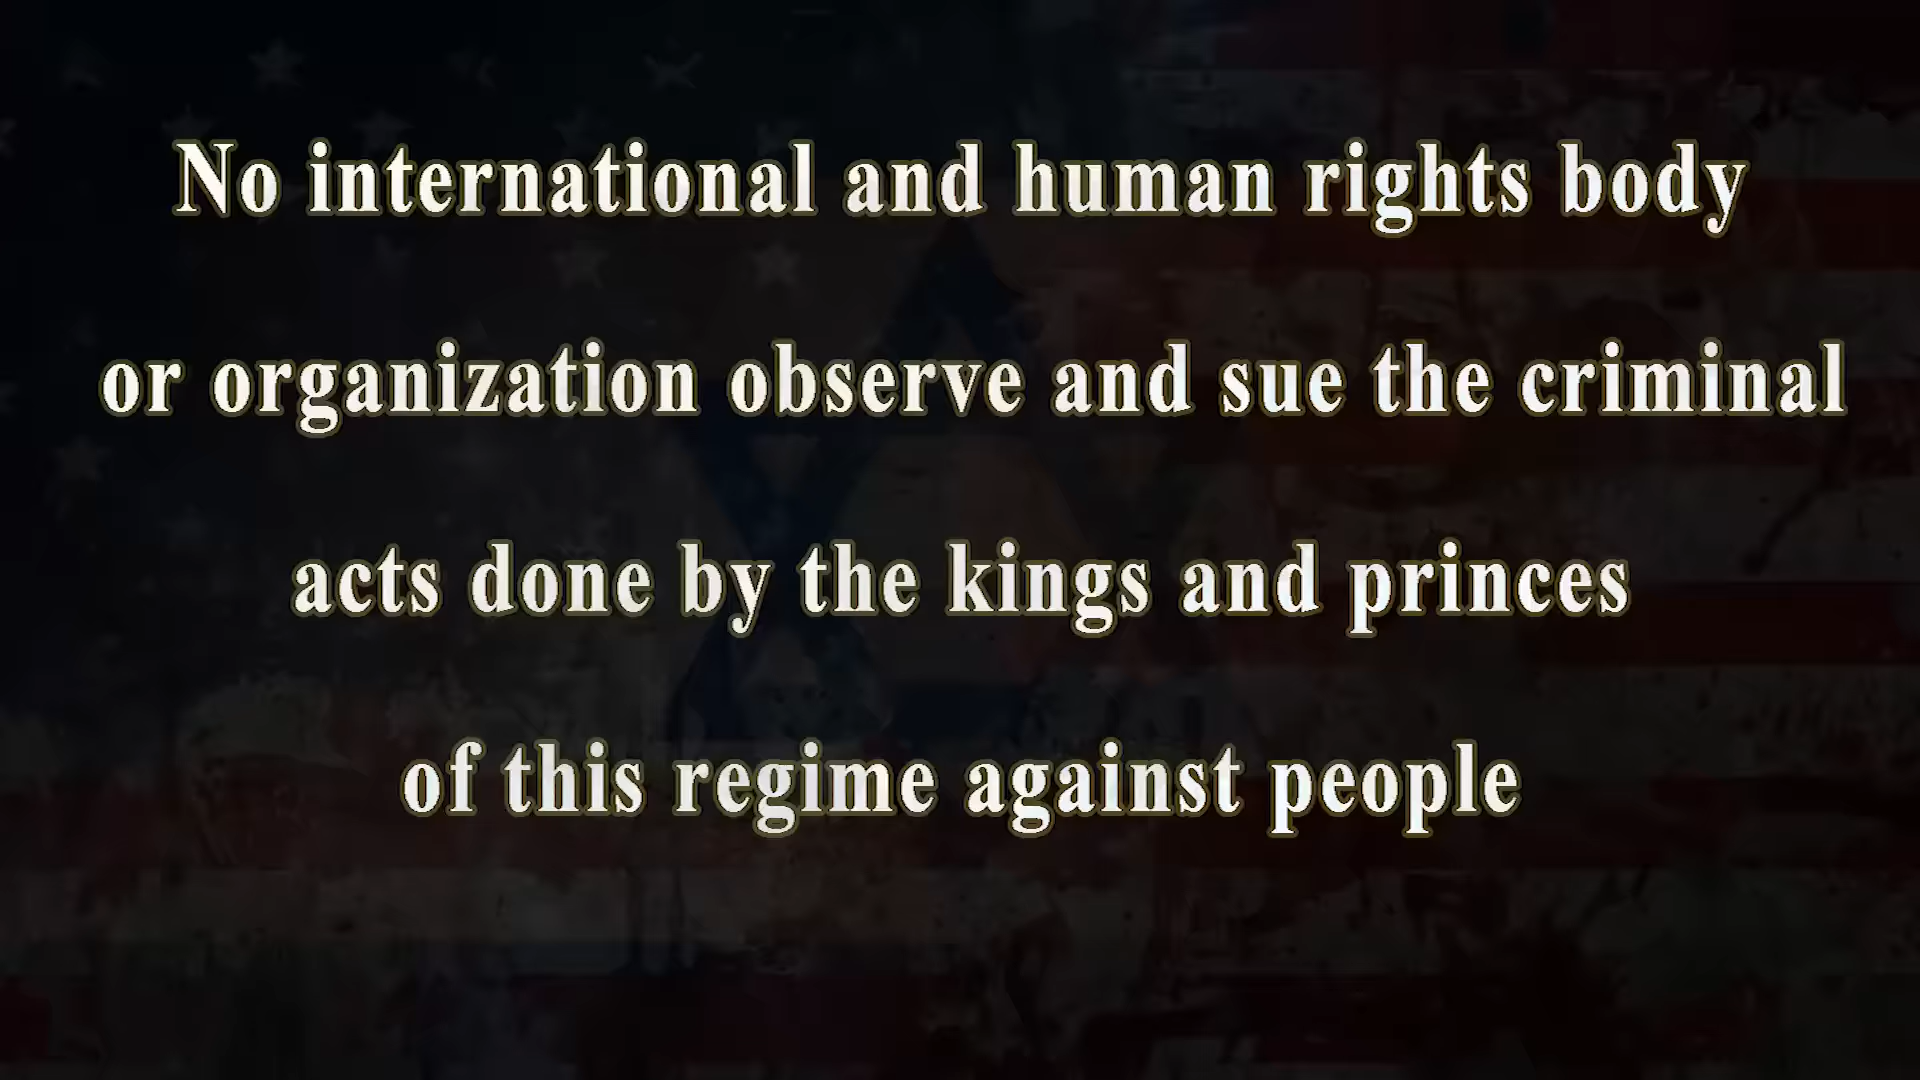 No international and human rights body
or organization observe and sue the criminal
acts done by the kings and princes
of this regime against people